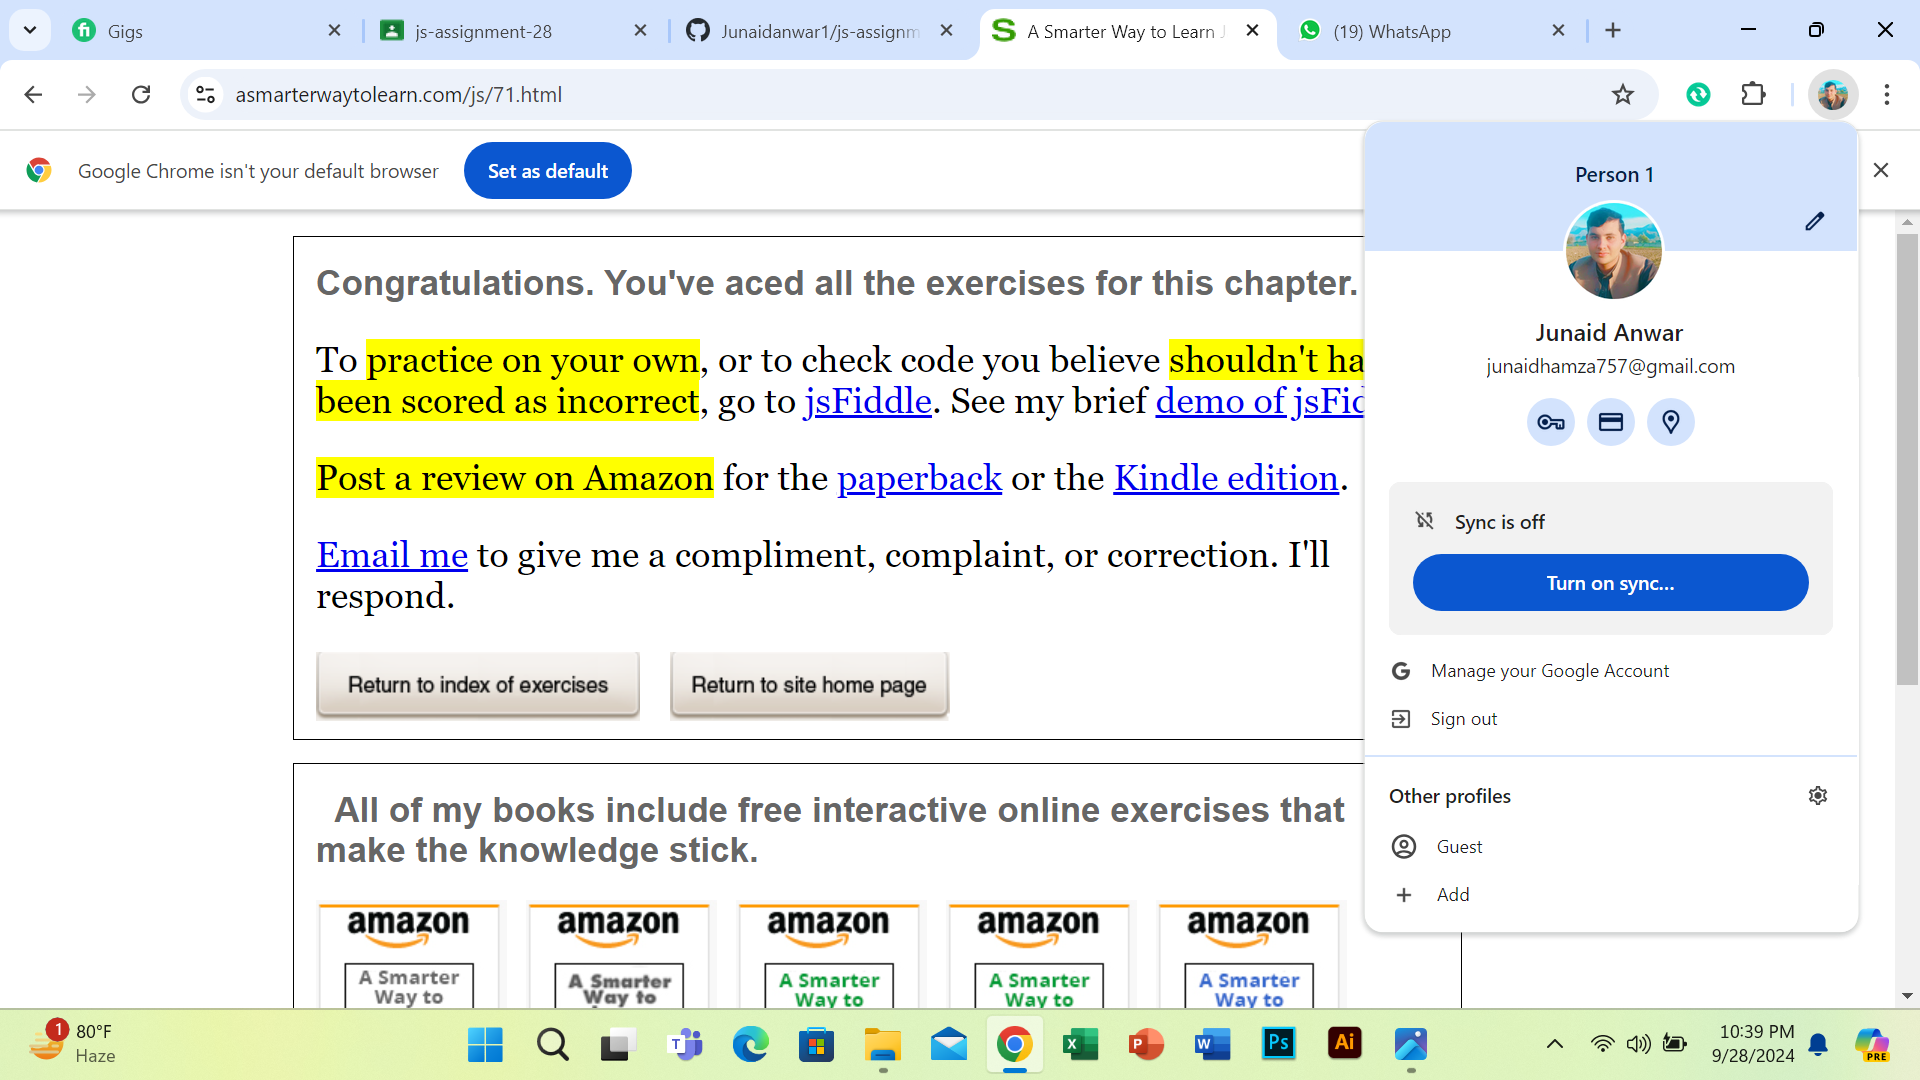 Gigs
js-assignment-28
Junaidanwar1/js-assignm
A Smarter Way to Learn J
(19) WhatsApp
asmarterwaytolearn.com/js/71.html
Google Chrome isn't your default browser
Set as default
Congratulations. You've aced all the exercises for this chapter.
To practice on your own, or to check code you believe shouldn't ha
been scored as incorrect, go to jsFiddle. See my brief demo of jsFid
Post a review on Amazon for the paperback or the Kindle edition.
Email me to give me a compliment, complaint, or correction. I'll
respond.
Return to index of exercises
Return to site home page
All of my books include free interactive online exercises that
make the knowledge stick.
amazon
A Smarter
Way to
amazon
A Smarter
Way to
amazon
A Smarter
Way to
amazon
A Smarter
Way to
amazon
A Smarter
Way to
Person 1
Junaid Anwar
junaidhamza757@gmail.com
Sync is off
Turn on sync...
Manage your Google Account
Sign out
Other profiles
Guest
Add
1
80°F
Haze
T
X
P
W
Ps
Ai
10:39 PM
9/28/2024
PRE